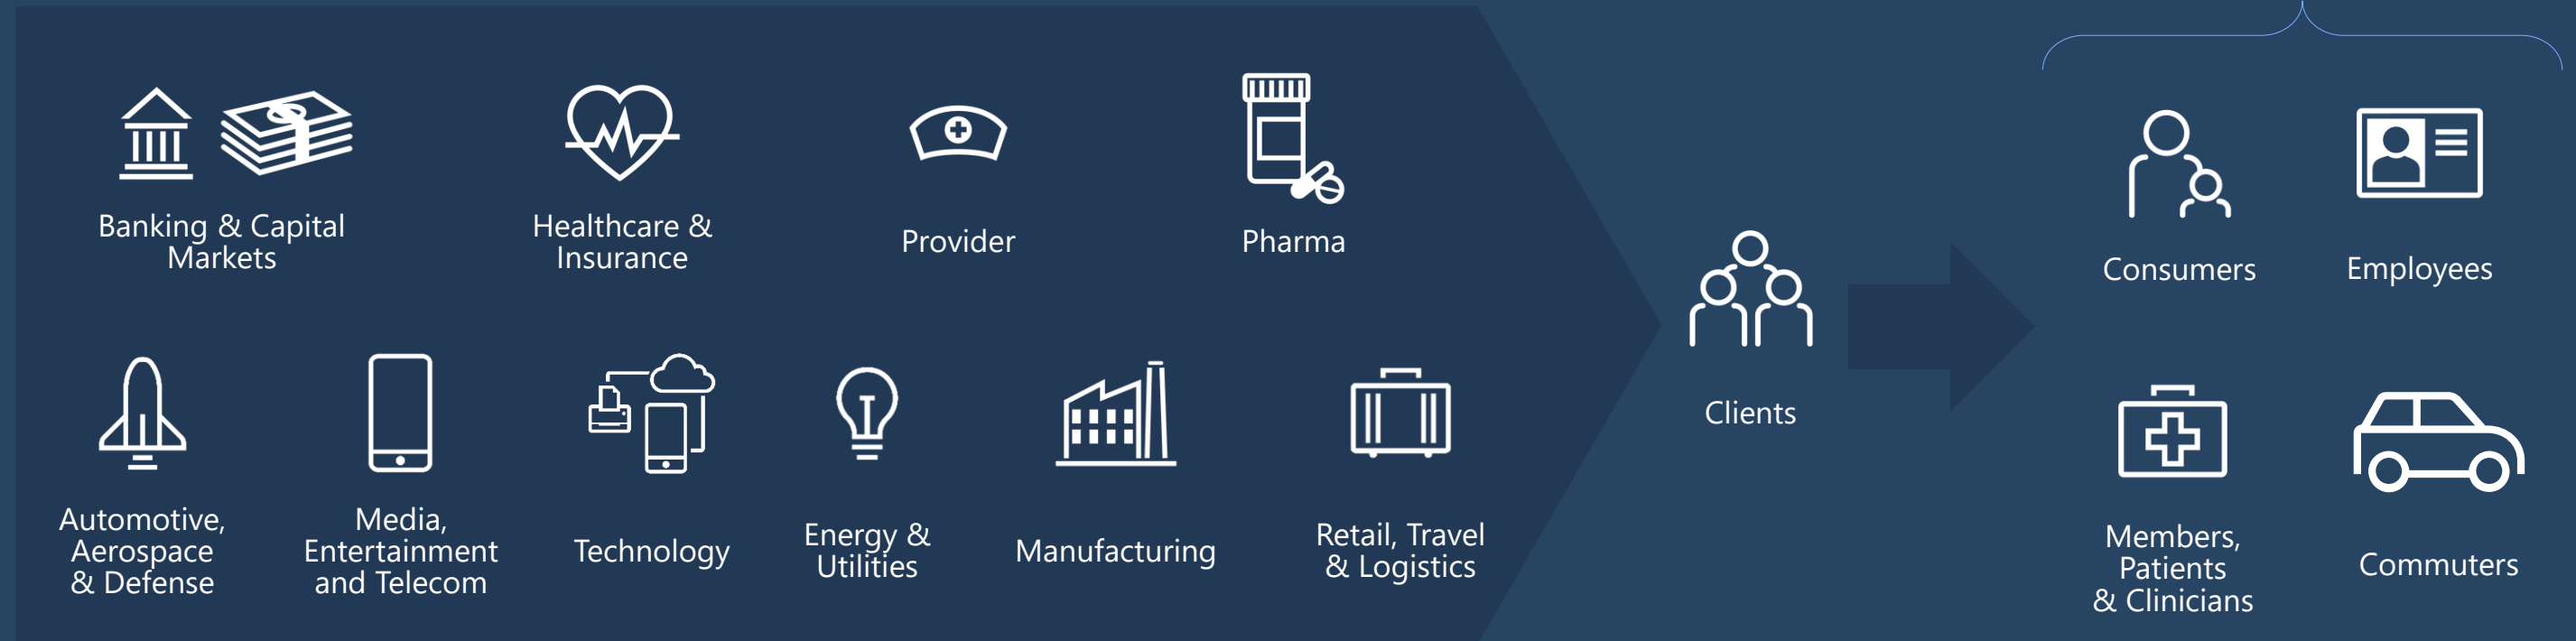 Banking & Capital
Markets
Healthcare &
Insurance
Provider
Pharma
Automotive,
Aerospace
& Defense
Media,
Entertainment
and Telecom
Technology
Energy &
Utilities
Manufacturing
Retail, Travel
& Logistics
Clients
Consumers
Employees
Members,
Patients
& Clinicians
Commuters